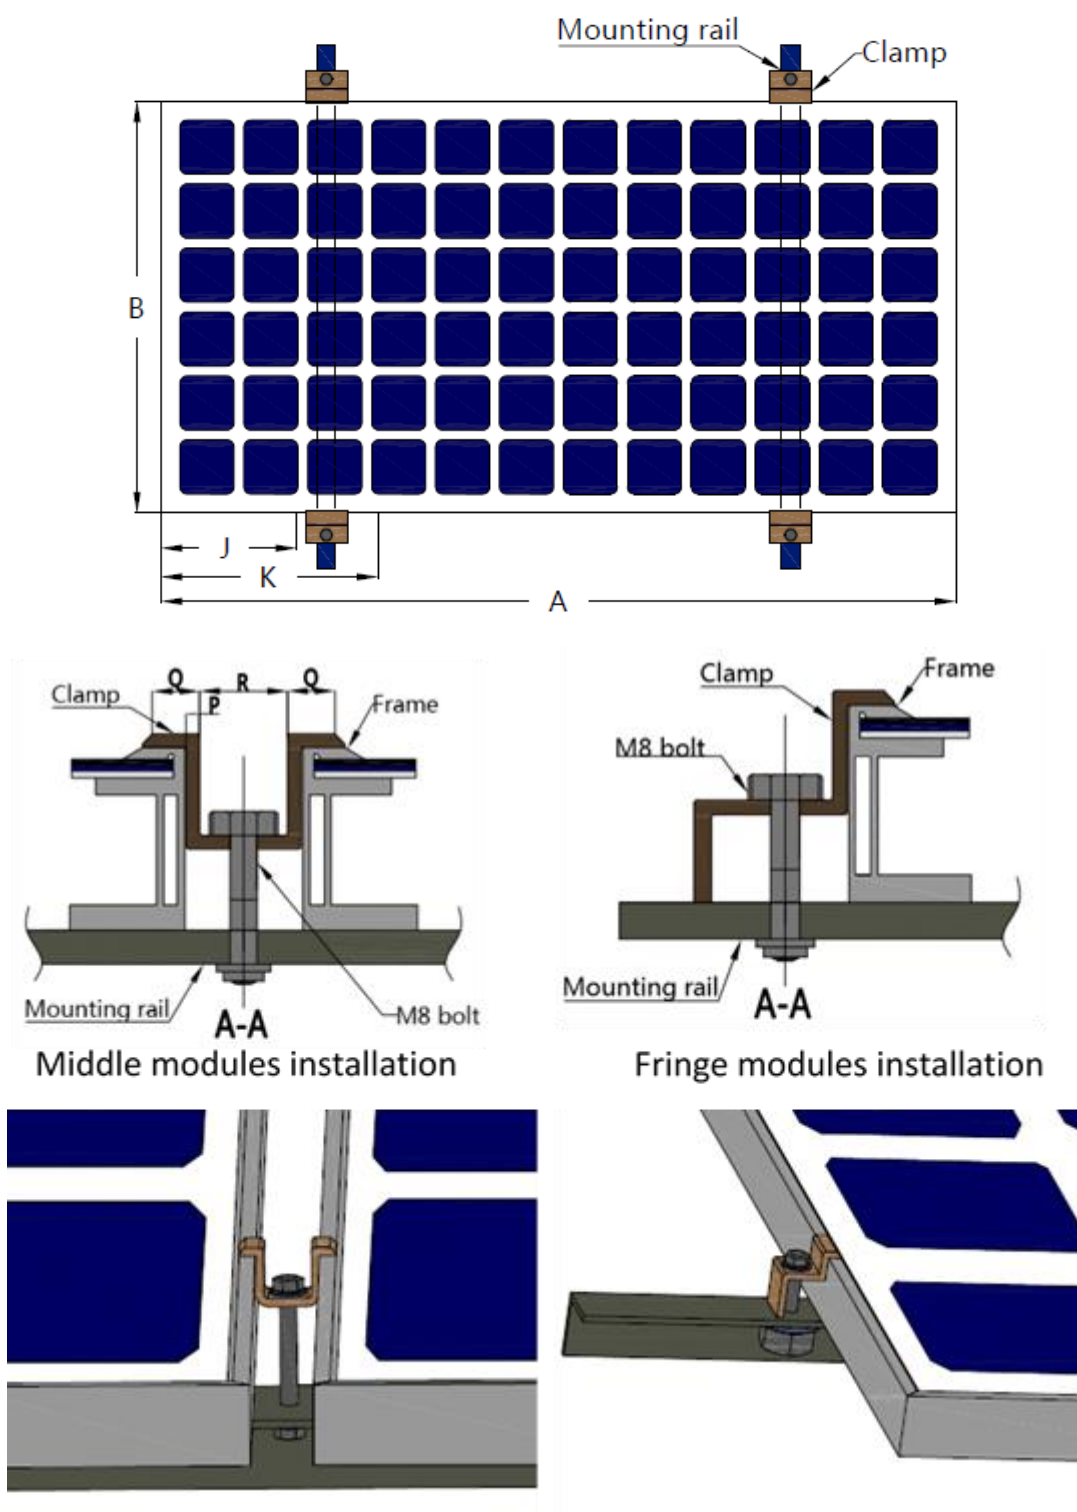 Mounting rail
Clamp
B
J
K
A
Q
R
Q
P
Clamp
Frame
Mounting rail
M8 bolt
A-A
Middle modules installation
Clamp
Frame
M8 bolt
Mounting rail
A-A
Fringe modules installation